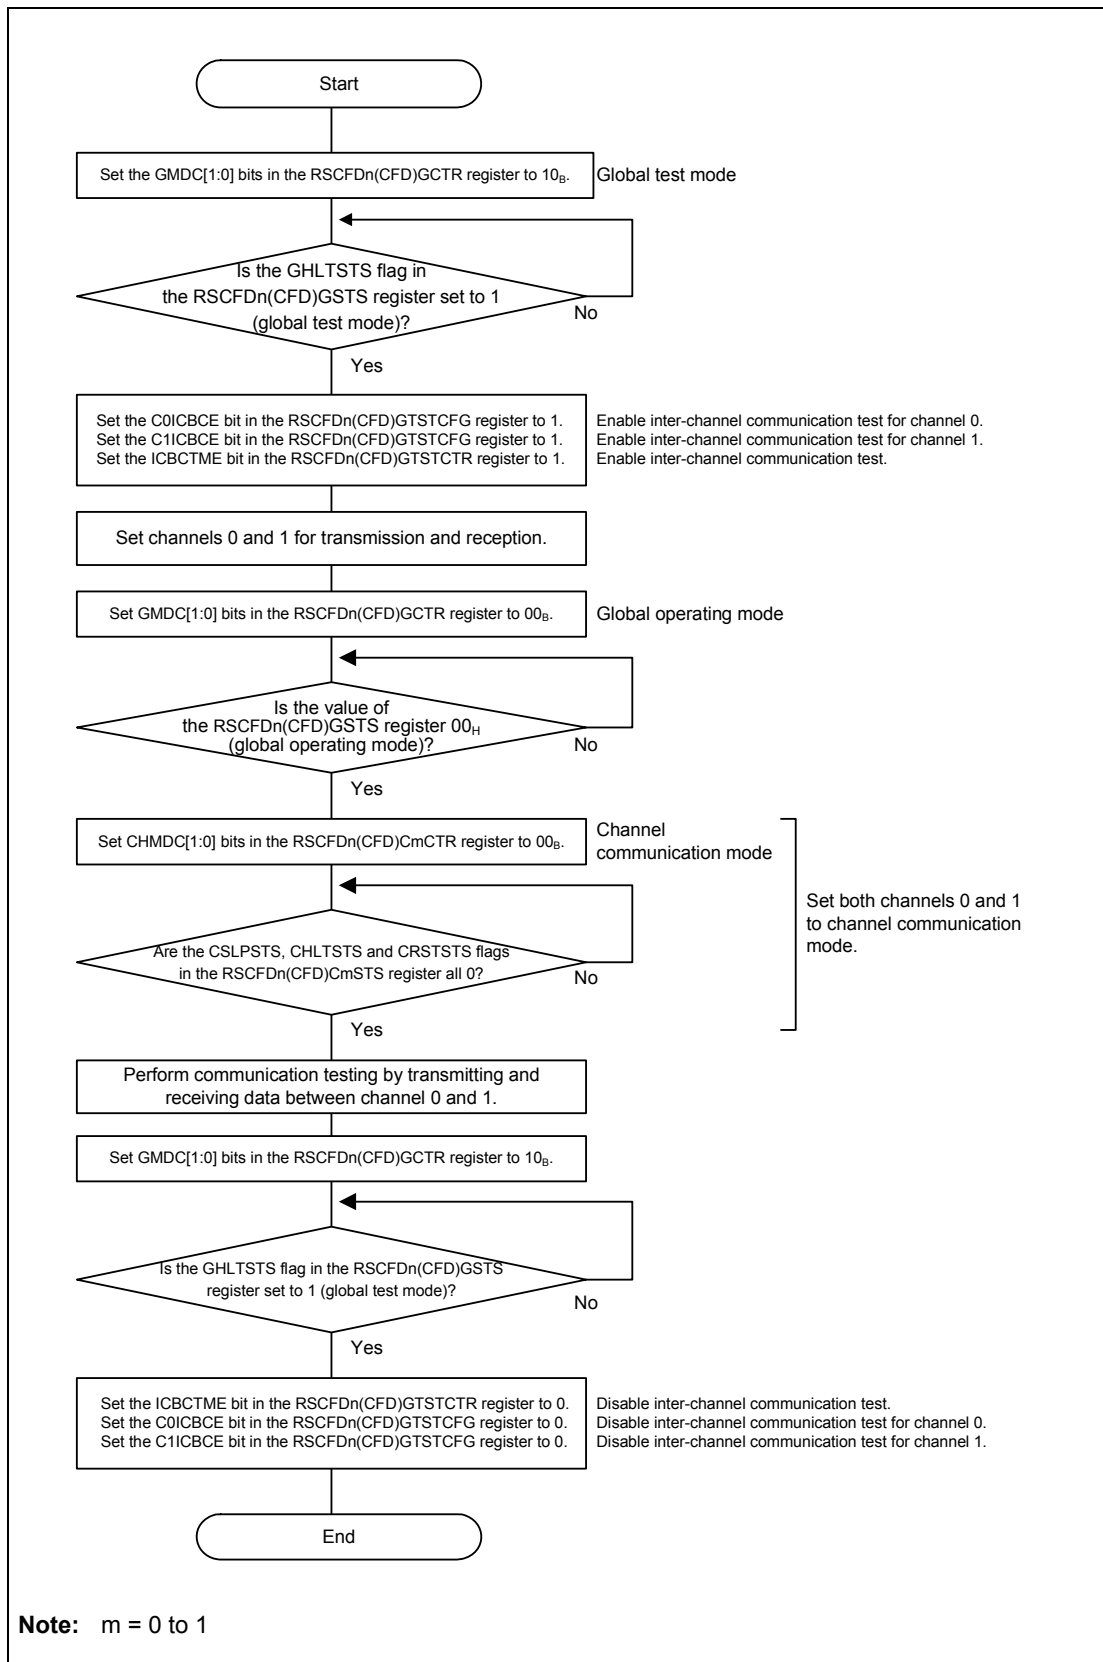 Start
Set the GMDC[1:0] bits in the RSCFDn(CFD)GCTR register to 10B.
Global test mode
Is the GHLTSTS flag in
the RSCFDn(CFD)GSTS register set to 1
(global test mode)?
No
Yes
Set the C0ICBCE bit in the RSCFDn(CFD)GTSTCFG register to 1.
Enable inter-channel communication test for channel 0.
Set the C1ICBCE bit in the RSCFDn(CFD)GTSTCFG register to 1.
Enable inter-channel communication test for channel 1.
Set the ICBCTME bit in the RSCFDn(CFD)GTSTCTR register to 1.
Enable inter-channel communication test.
Set channels 0 and 1 for transmission and reception.
Set GMDC[1:0] bits in the RSCFDn(CFD)GCTR register to 00B.
Global operating mode
Is the value of
the RSCFDn(CFD)GSTS register 00H
(global operating mode)?
No
Yes
Set CHMDC[1:0] bits in the RSCFDn(CFD)CmCTR register to 00B.
Channel
communication mode
Set both channels 0 and 1
to channel communication
mode.
Are the CSLPSTS, CHLTSTS and CRSTSTS flags
in the RSCFDn(CFD)CmSTS register all 0?
No
Yes
Perform communication testing by transmitting and
receiving data between channel 0 and 1.
Set GMDC[1:0] bits in the RSCFDn(CFD)GCTR register to 10B.
Is the GHLTSTS flag in the RSCFDn(CFD)GSTS
register set to 1 (global test mode)?
No
Yes
Set the ICBCTME bit in the RSCFDn(CFD)GTSTCTR register to 0.
Disable inter-channel communication test.
Set the C0ICBCE bit in the RSCFDn(CFD)GTSTCFG register to 0.
Disable inter-channel communication test for channel 0.
Set the C1ICBCE bit in the RSCFDn(CFD)GTSTCFG register to 0.
Disable inter-channel communication test for channel 1.
End
Note: m = 0 to 1